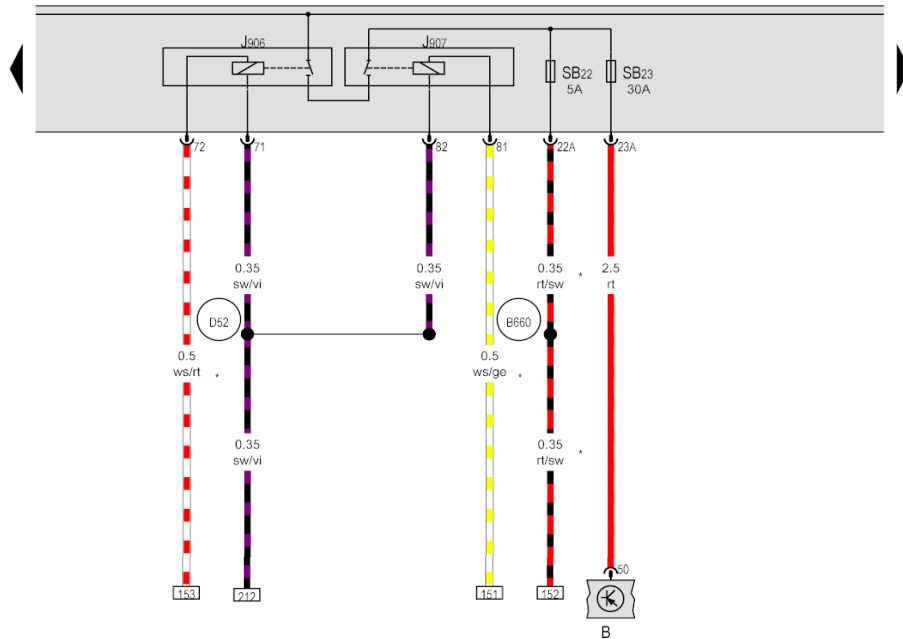 J906
J907
SB22
5A
SB23
30A
72
71
82
81
22A
23A
0.35
sw/vi
0.35
sw/vi
0.35
rt/sw *
2.5
rt
D52
B660
0.5
ws/rt *
0.5
ws/ge *
0.35
sw/vi
0.35
rt/sw *
153
212
151
152
50
B